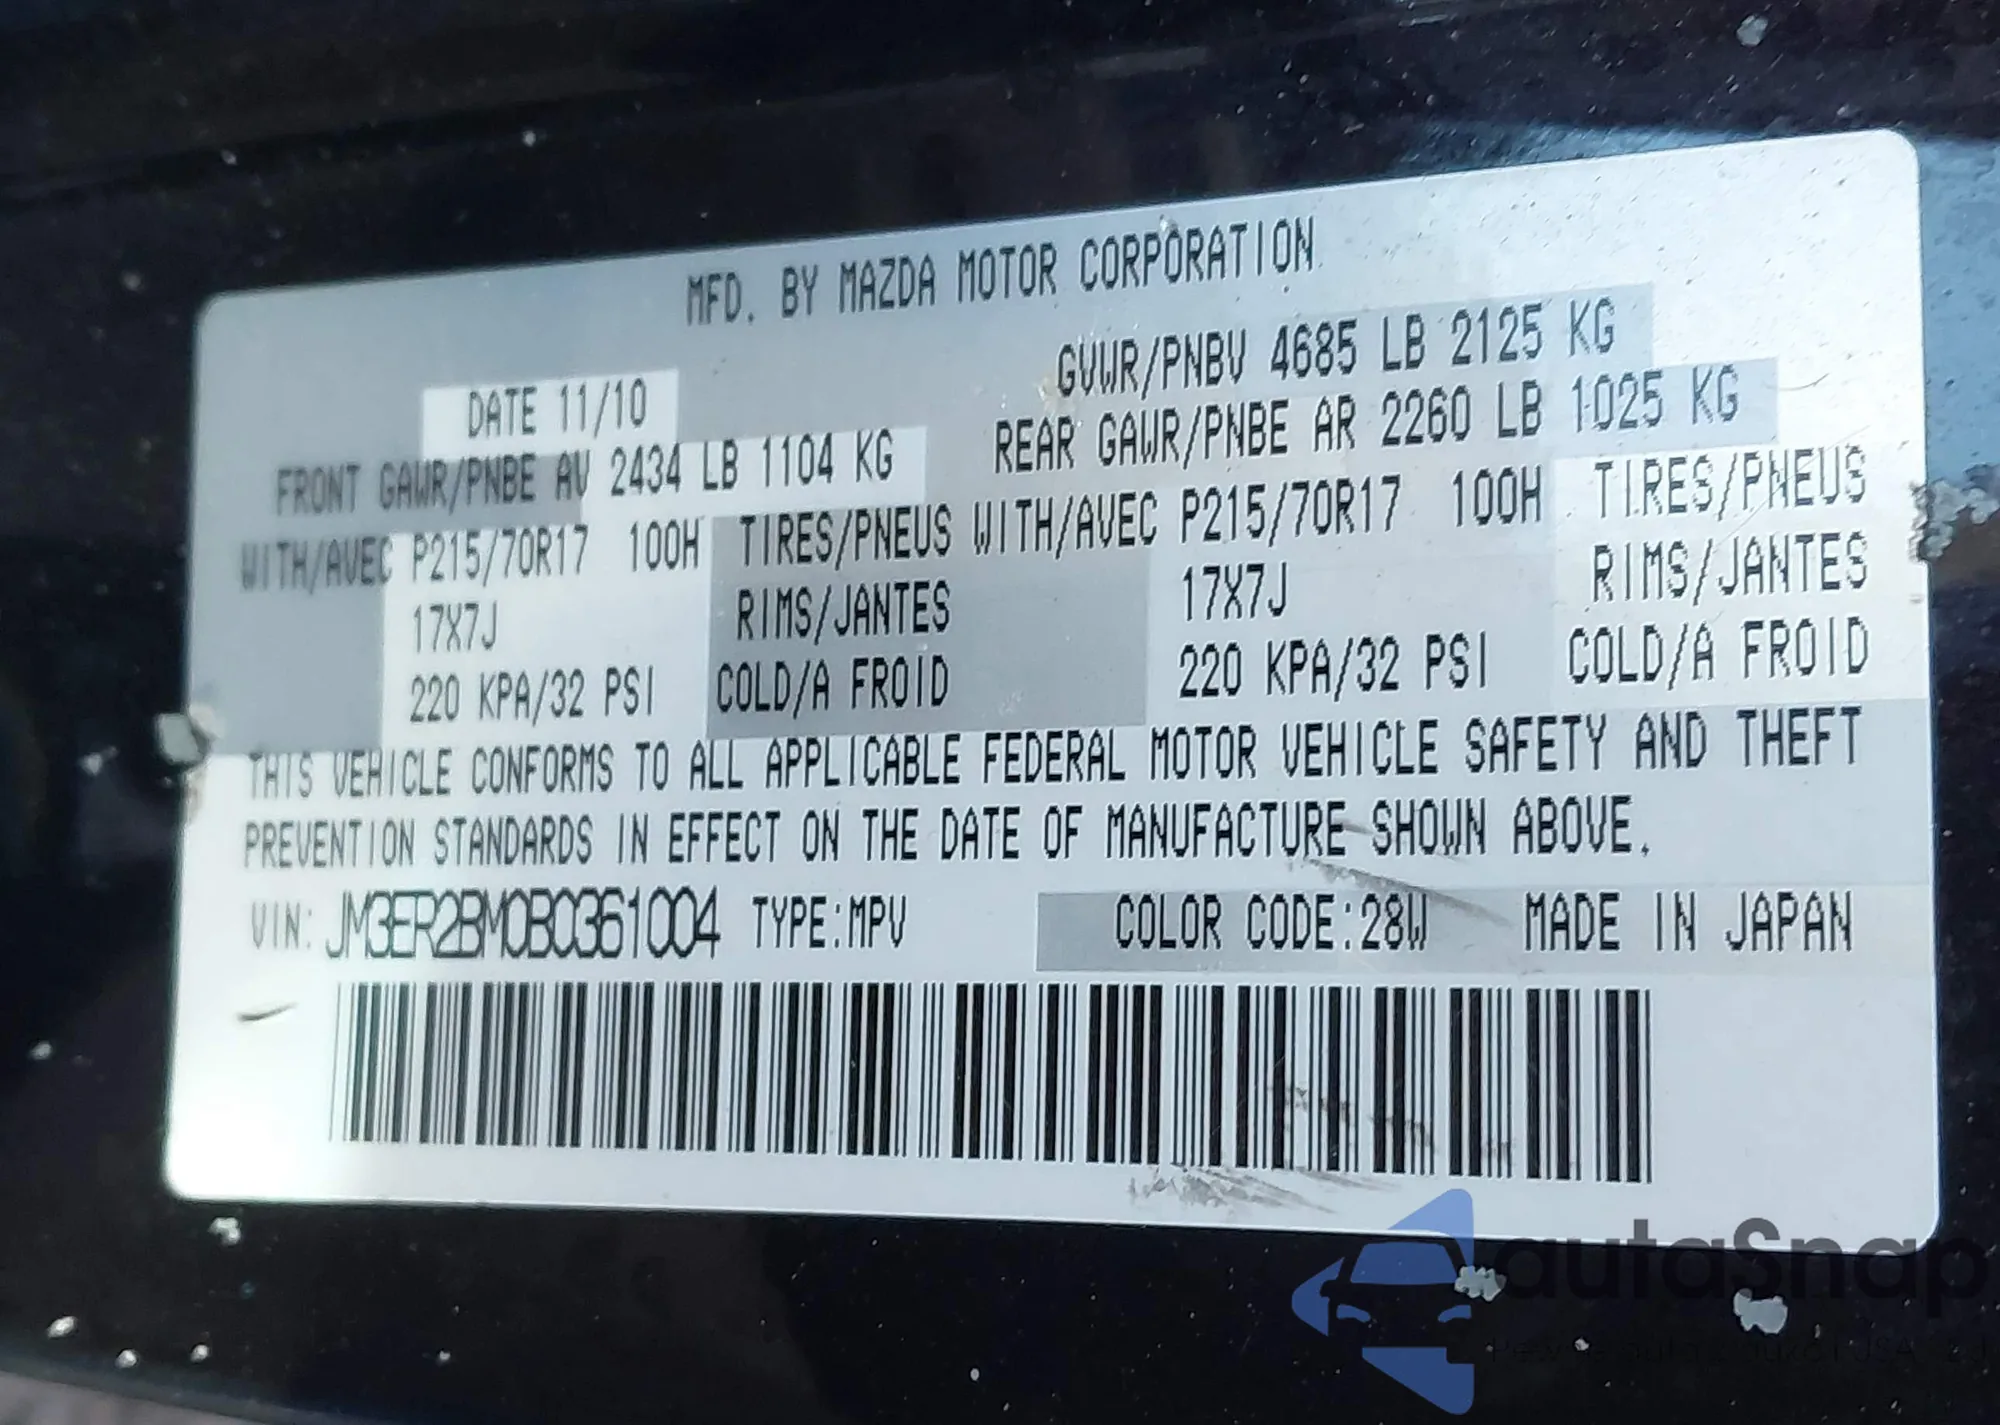 MFD. BY MAZDA MOTOR CORPORATION
DATE 11/10 GVWR/PNBV 4685 LB 2125 KG
FRONT GAWR/PNBE AV 2434 LB 1104 KG REAR GAWR/PNBE AR 2260 LB 1025 KG
WITH/AVEC P215/70R17 100H TIRES/PNEUS WITH/AVEC P215/70R17 100H TIRES/PNEUS
17X7J RIMS/JANTES 17X7J RIMS/JANTES
220 KPA/32 PSI COLD/A FROID 220 KPA/32 PSI COLD/A FROID
THIS VEHICLE CONFORMS TO ALL APPLICABLE FEDERAL MOTOR VEHICLE SAFETY AND THEFT
PREVENTION STANDARDS IN EFFECT ON THE DATE OF MANUFACTURE SHOWN ABOVE.
VIN: JM3ER2BM0B0361004 TYPE:MPV COLOR CODE:28W MADE IN JAPAN
autaSnap